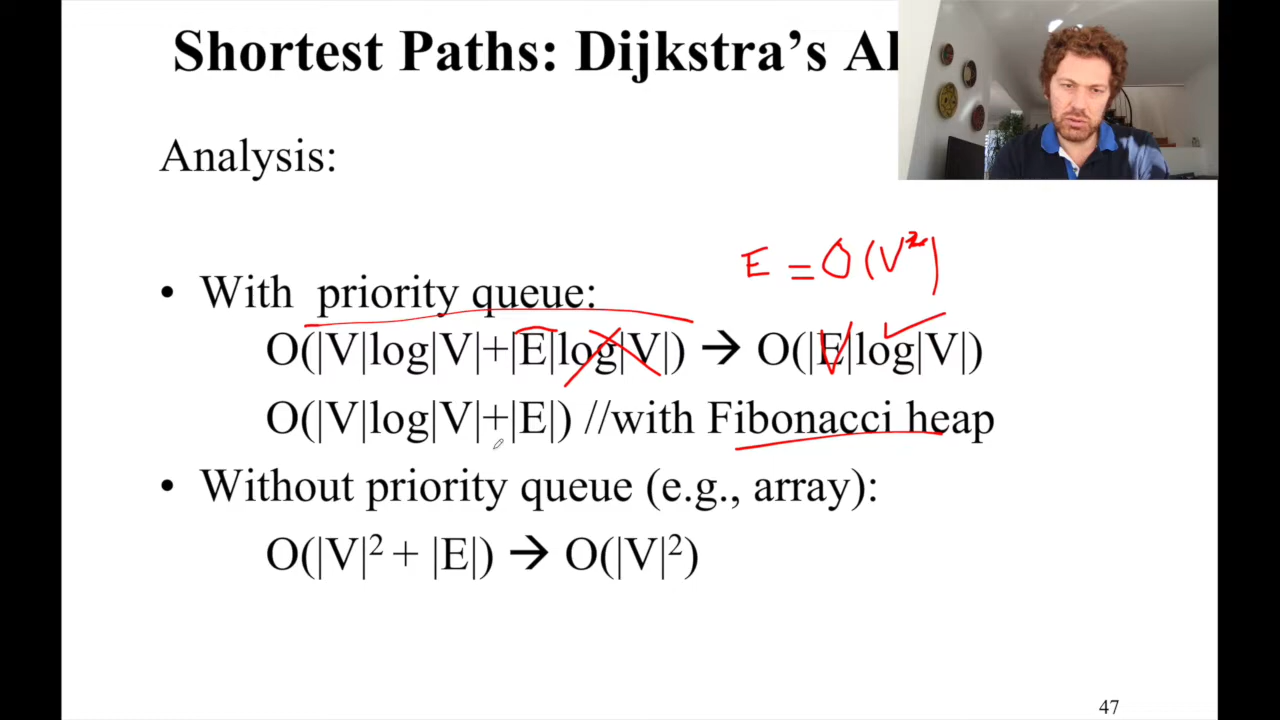 Shortest Paths: Dijkstra's Al
Analysis:
E = O(V²)
• With priority queue:
O(|V|log|V|+|E|log|V|) → O(|E|log|V|)
O(|V|log|V|+|E|) //with Fibonacci heap
• Without priority queue (e.g., array):
O(|V|² + |E|) → O(|V|²)
47